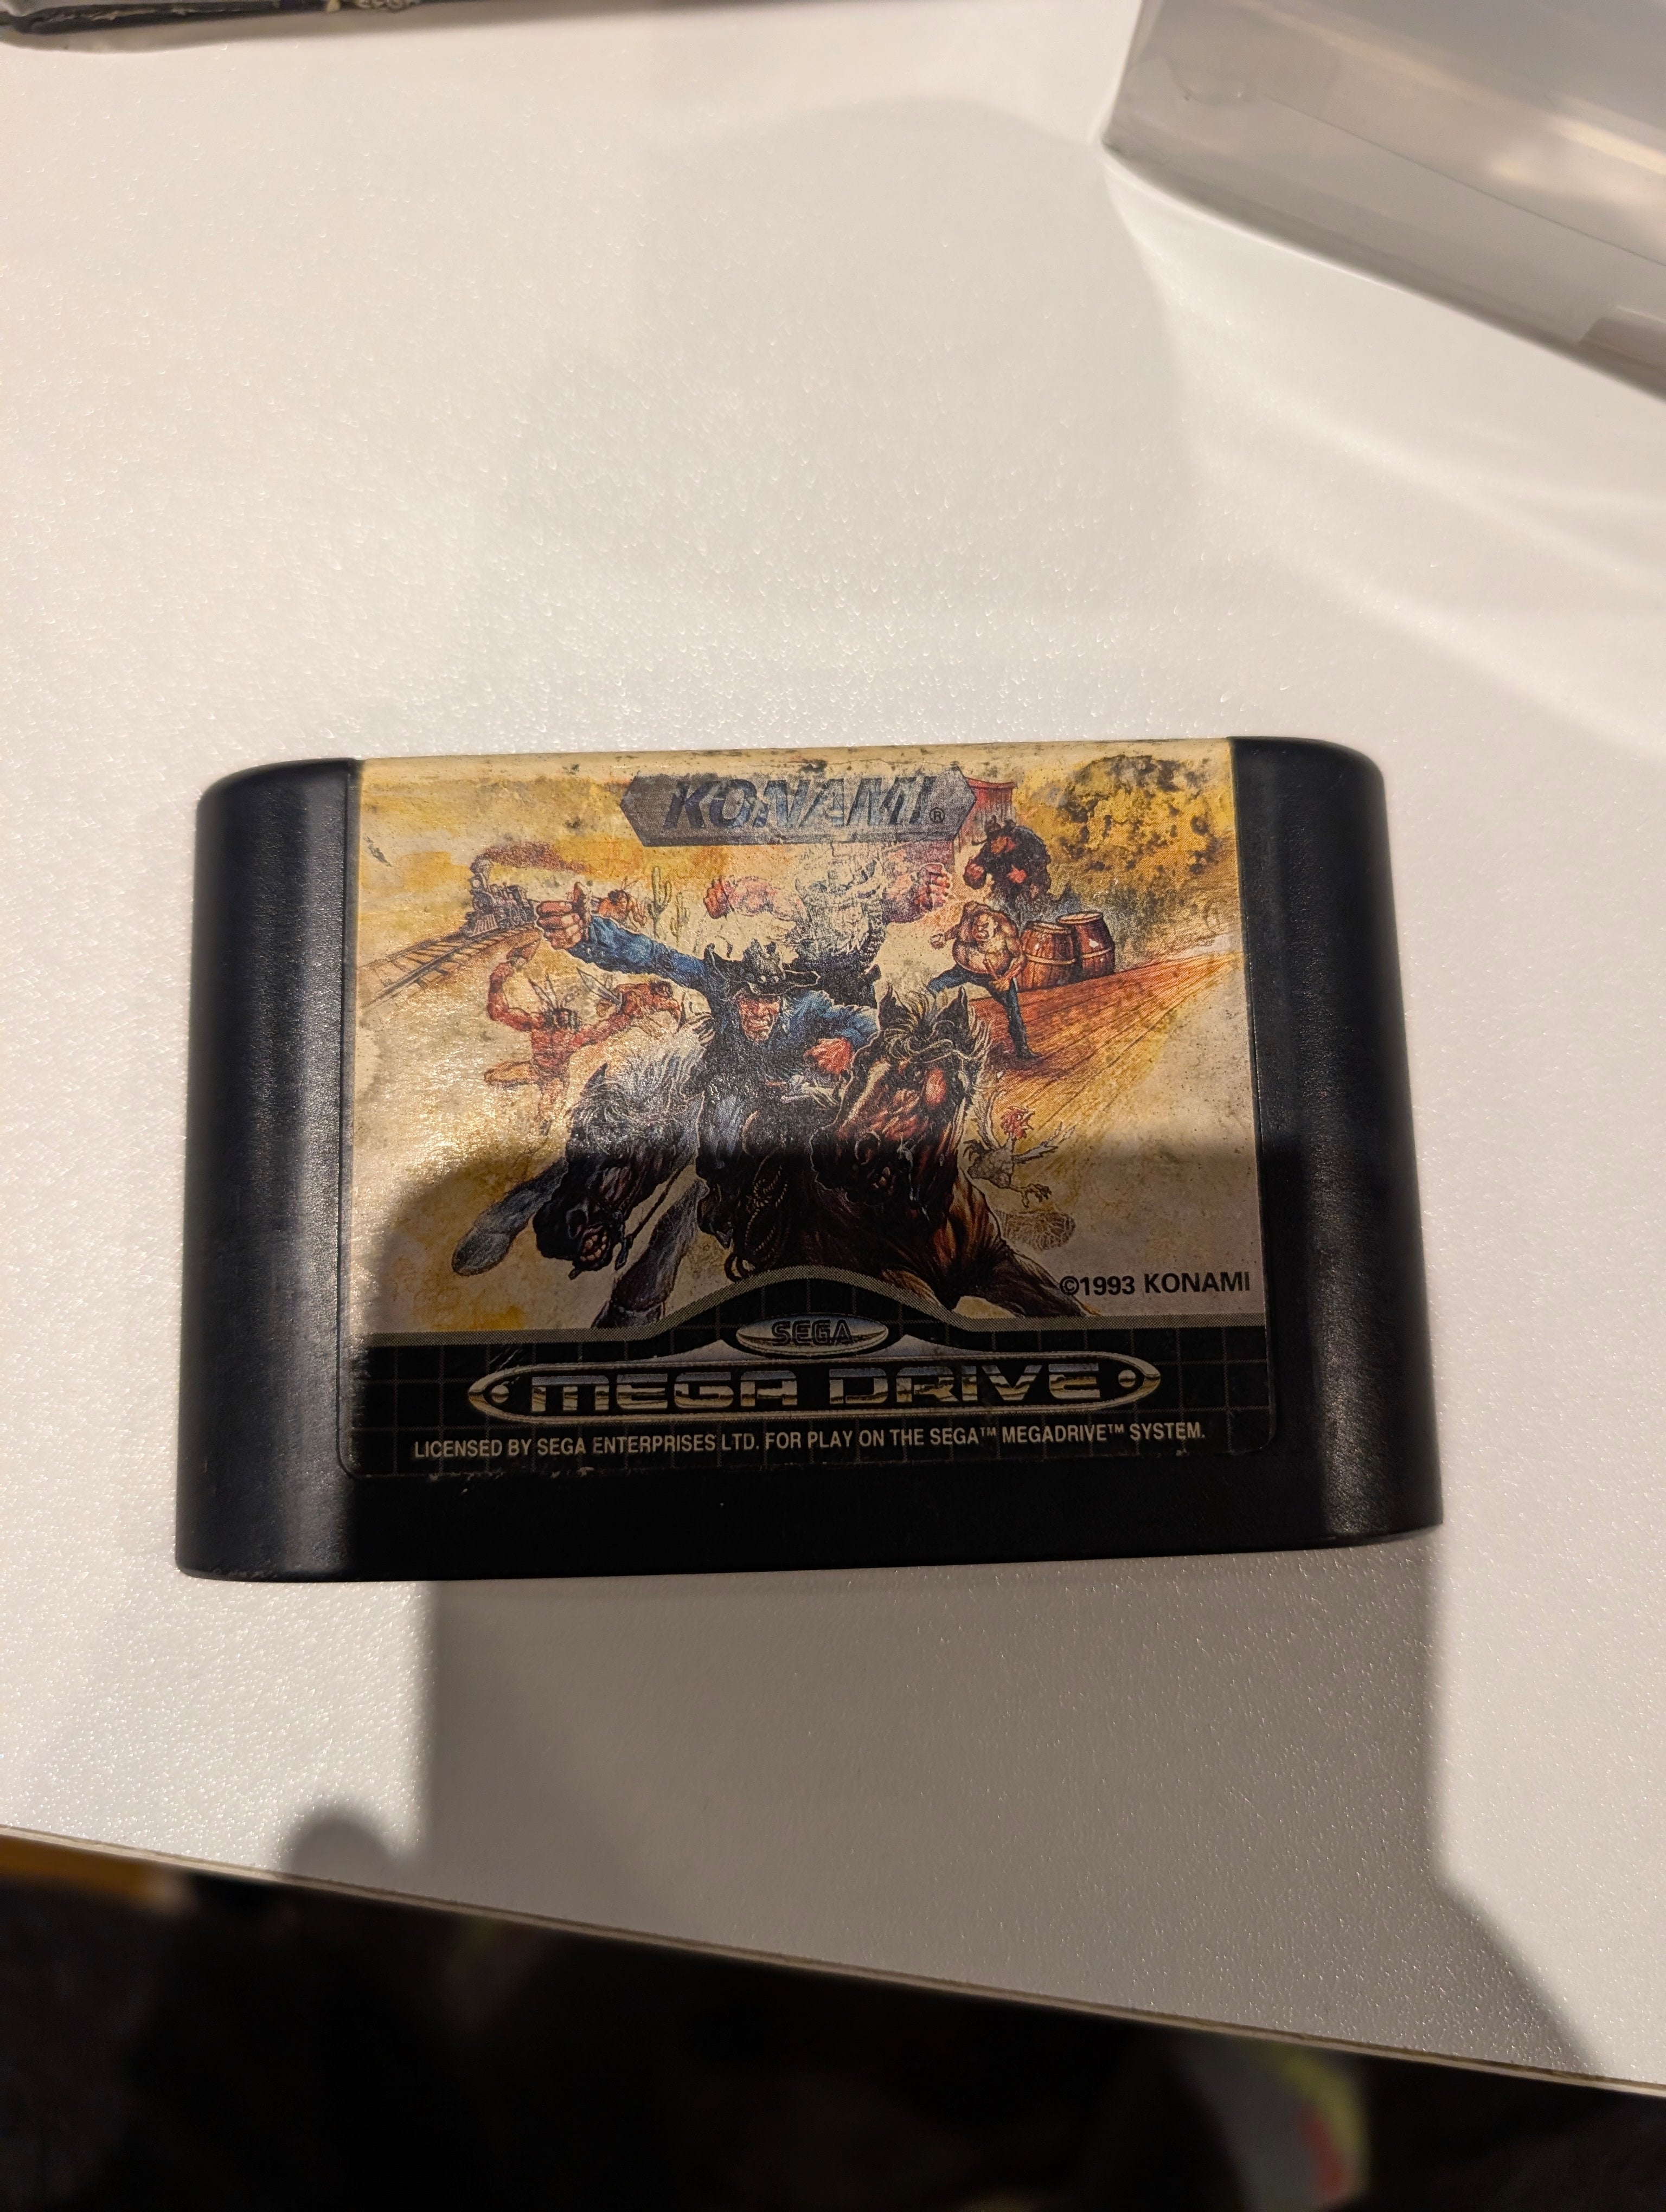 KONAMI®
©1993 KONAMI
SEGA
MEGA DRIVE
LICENSED BY SEGA ENTERPRISES LTD. FOR PLAY ON THE SEGA™ MEGADRIVE™ SYSTEM.